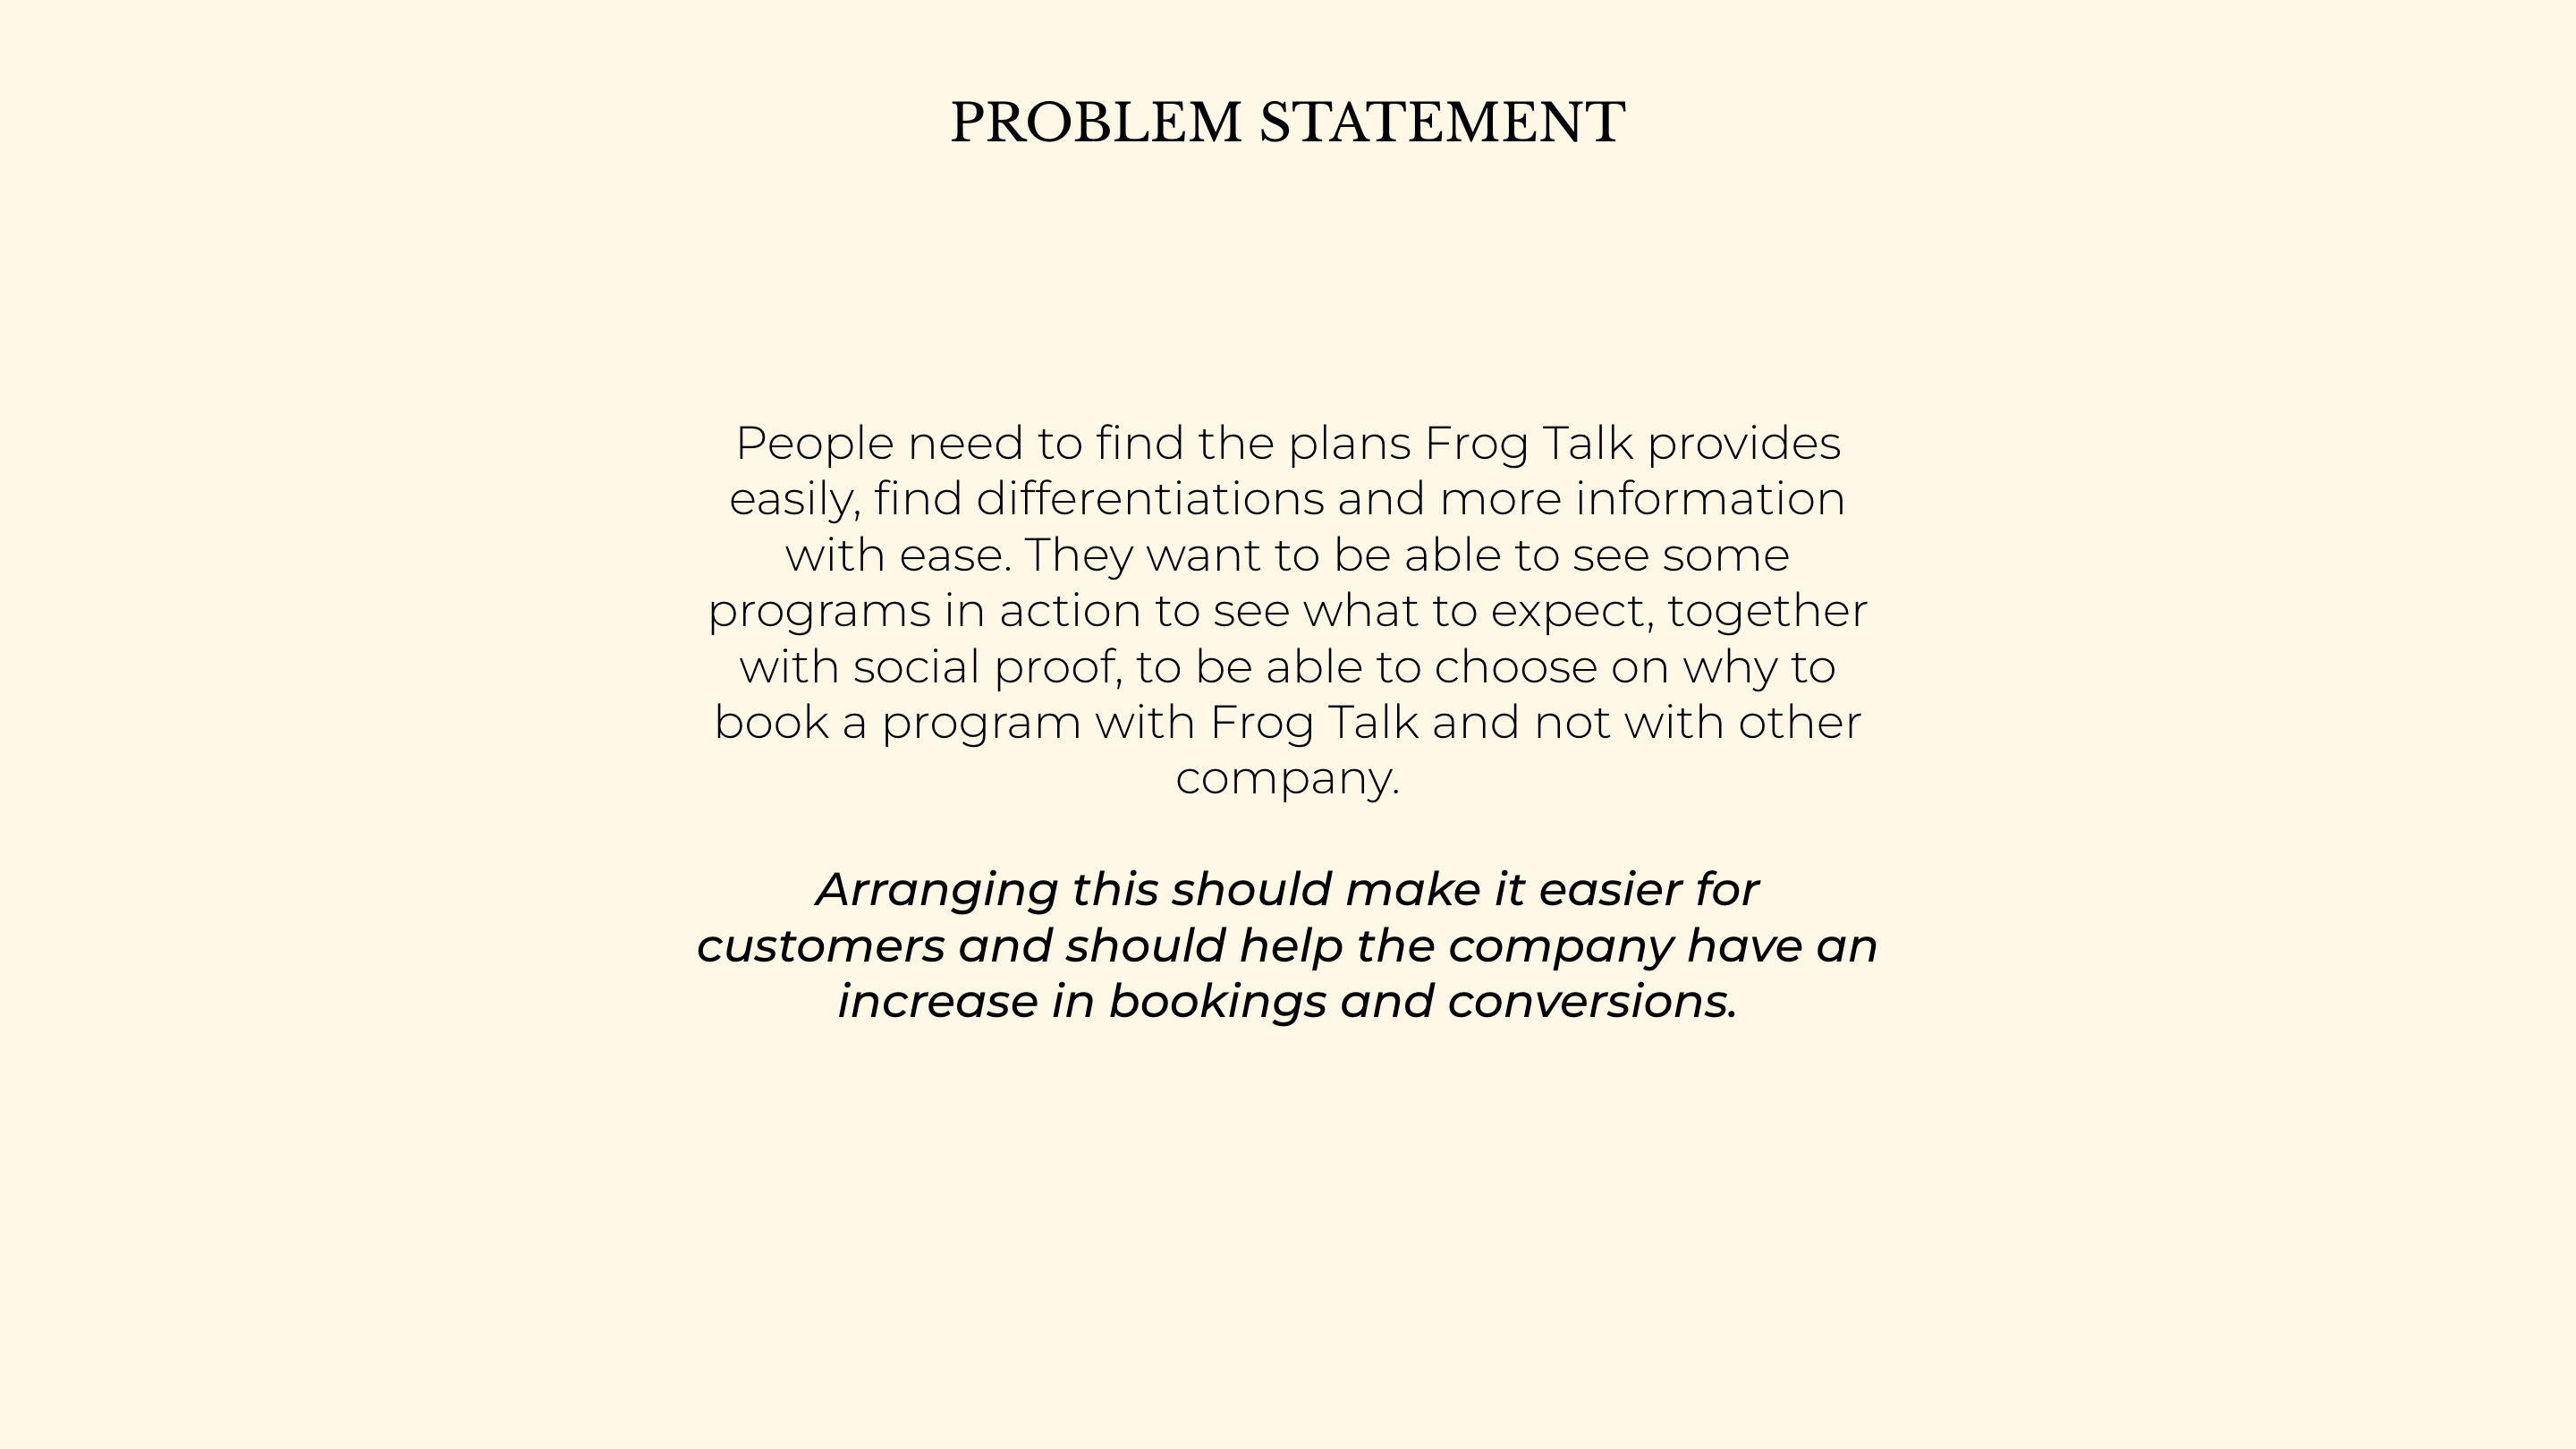 PROBLEM STATEMENT
People need to find the plans Frog Talk provides
easily, find differentiations and more information
with ease. They want to be able to see some
programs in action to see what to expect, together
with social proof, to be able to choose on why to
book a program with Frog Talk and not with other
company.
Arranging this should make it easier for
customers and should help the company have an
increase in bookings and conversions.